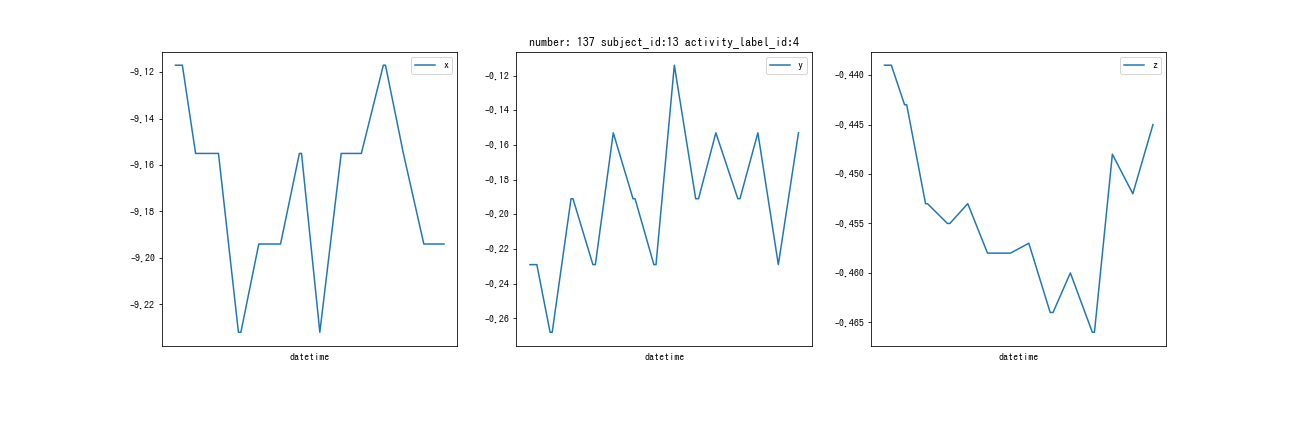 number: 137 subject_id:13 activity_label_id:4
x
-9.12
-9.14
-9.16
-9.18
-9.20
-9.22
datetime
y
-0.12
-0.14
-0.16
-0.18
-0.20
-0.22
-0.24
-0.26
datetime
z
-0.440
-0.445
-0.450
-0.455
-0.460
-0.465
datetime